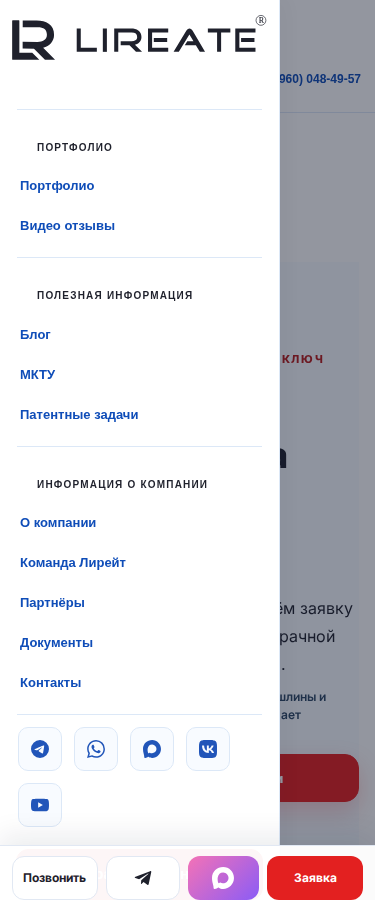 LIREATE®
960) 048-49-57
ПОРТФОЛИО
Портфолио
Видео отзывы
ПОЛЕЗНАЯ ИНФОРМАЦИЯ
ключ
Блог
МКТУ
Патентные задачи
ИНФОРМАЦИЯ О КОМПАНИИ
О компании
Команда Лирейт
Партнёры
ём заявку
рачной
Документы
Контакты
шлины и
ает
Позвонить
Заявка